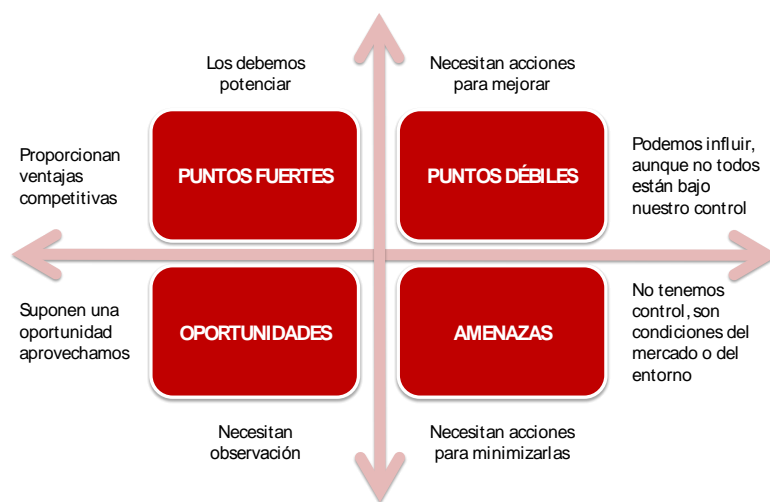 Los debemos
potenciar
Necesitan acciones
para mejorar
Proporcionan
ventajas
competitivas
PUNTOS FUERTES
PUNTOS DÉBILES
Podemos influir,
aunque no todos
están bajo
nuestro control
Suponen una
oportunidad
aprovechamos
OPORTUNIDADES
AMENAZAS
No tenemos
control, son
condiciones del
mercado o del
entorno
Necesitan
observación
Necesitan acciones
para minimizarlas